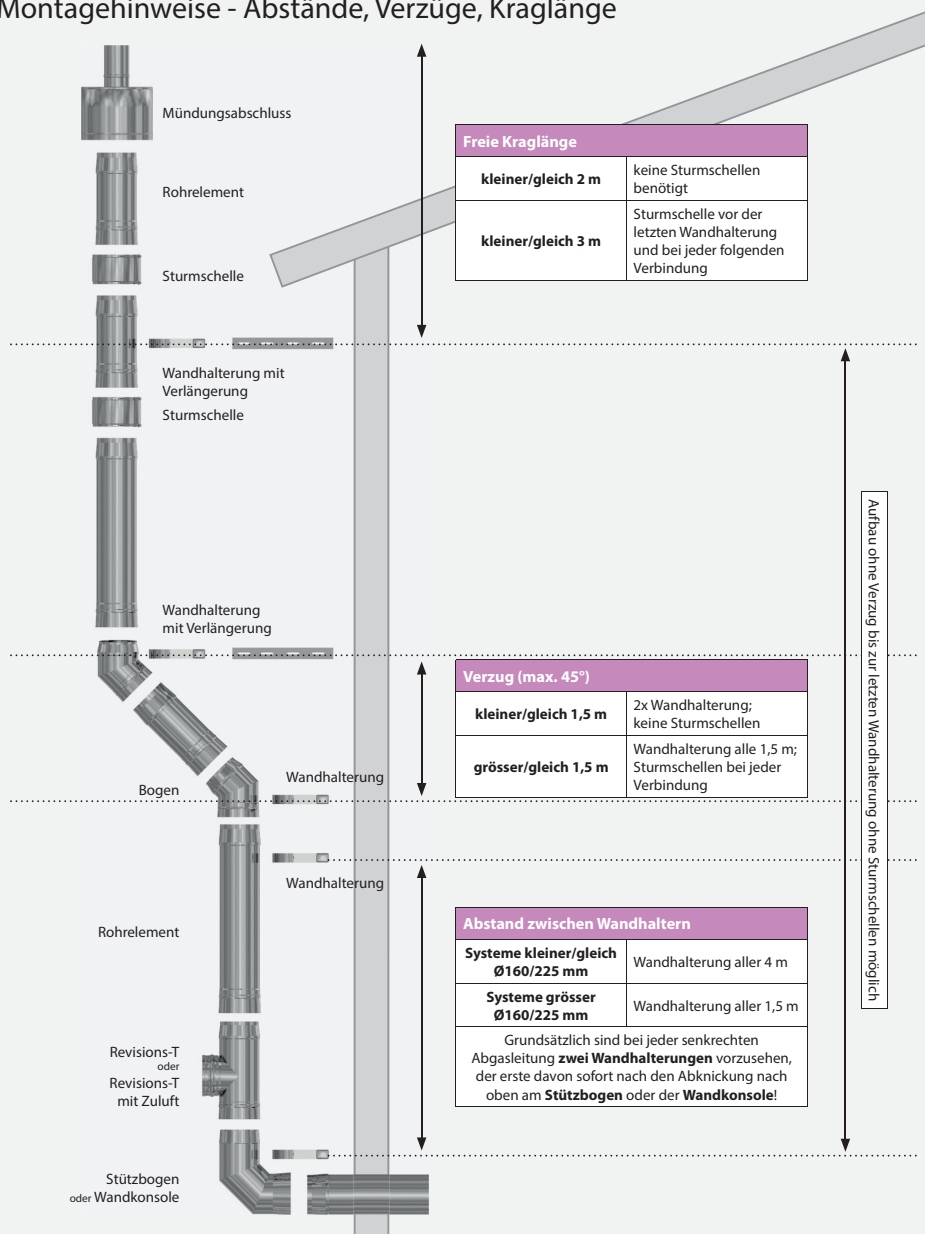 Montagehinweise - Abstände, Verzüge, Kraglänge
Mündungsabschluss
Rohrelement
Sturmschelle
Wandhalterung mit
Verlängerung
Sturmschelle
Wandhalterung
mit Verlängerung
Bogen
Wandhalterung
Wandhalterung
Rohrelement
Revisions-T
oder
Revisions-T
mit Zuluft
Stützbogen
oder Wandkonsole
Freie Kraglänge
kleiner/gleich 2 m
keine Sturmschellen
benötigt
kleiner/gleich 3 m
Sturmschelle vor der
letzten Wandhalterung
und bei jeder folgenden
Verbindung
Verzug (max. 45°)
kleiner/gleich 1,5 m
2x Wandhalterung;
keine Sturmschellen
grösser/gleich 1,5 m
Wandhalterung alle 1,5 m;
Sturmschellen bei jeder
Verbindung
Abstand zwischen Wandhaltern
Systeme kleiner/gleich
Ø160/225 mm
Wandhalterung aller 4 m
Systeme grösser
Ø160/225 mm
Wandhalterung aller 1,5 m
Grundsätzlich sind bei jeder senkrechten
Abgasleitung zwei Wandhalterungen vorzusehen,
der erste davon sofort nach den Abknickung nach
oben am Stützbogen oder der Wandkonsole!
Aufbau ohne Verzug bis zur letzten Wandhalterung ohne Sturmschellen möglich